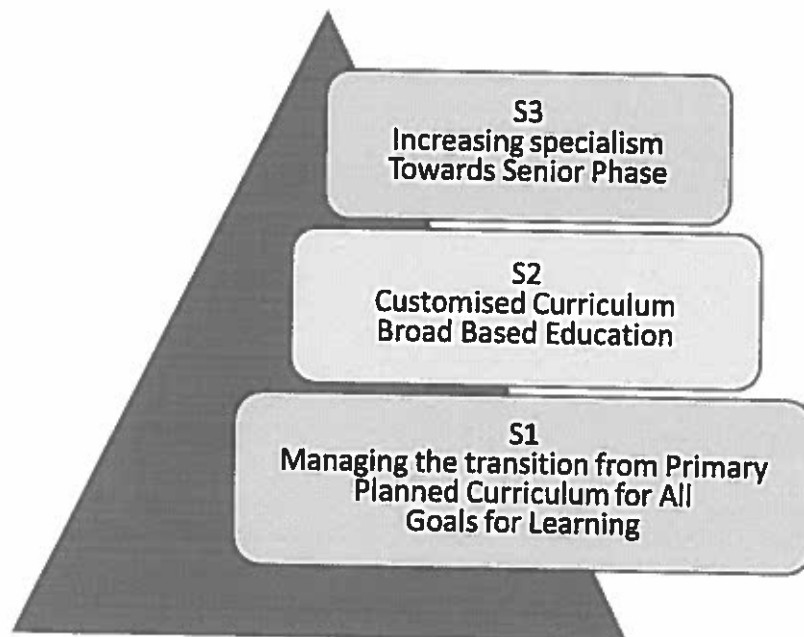 S3
Increasing specialism
Towards Senior Phase
S2
Customised Curriculum
Broad Based Education
S1
Managing the transition from Primary
Planned Curriculum for All
Goals for Learning